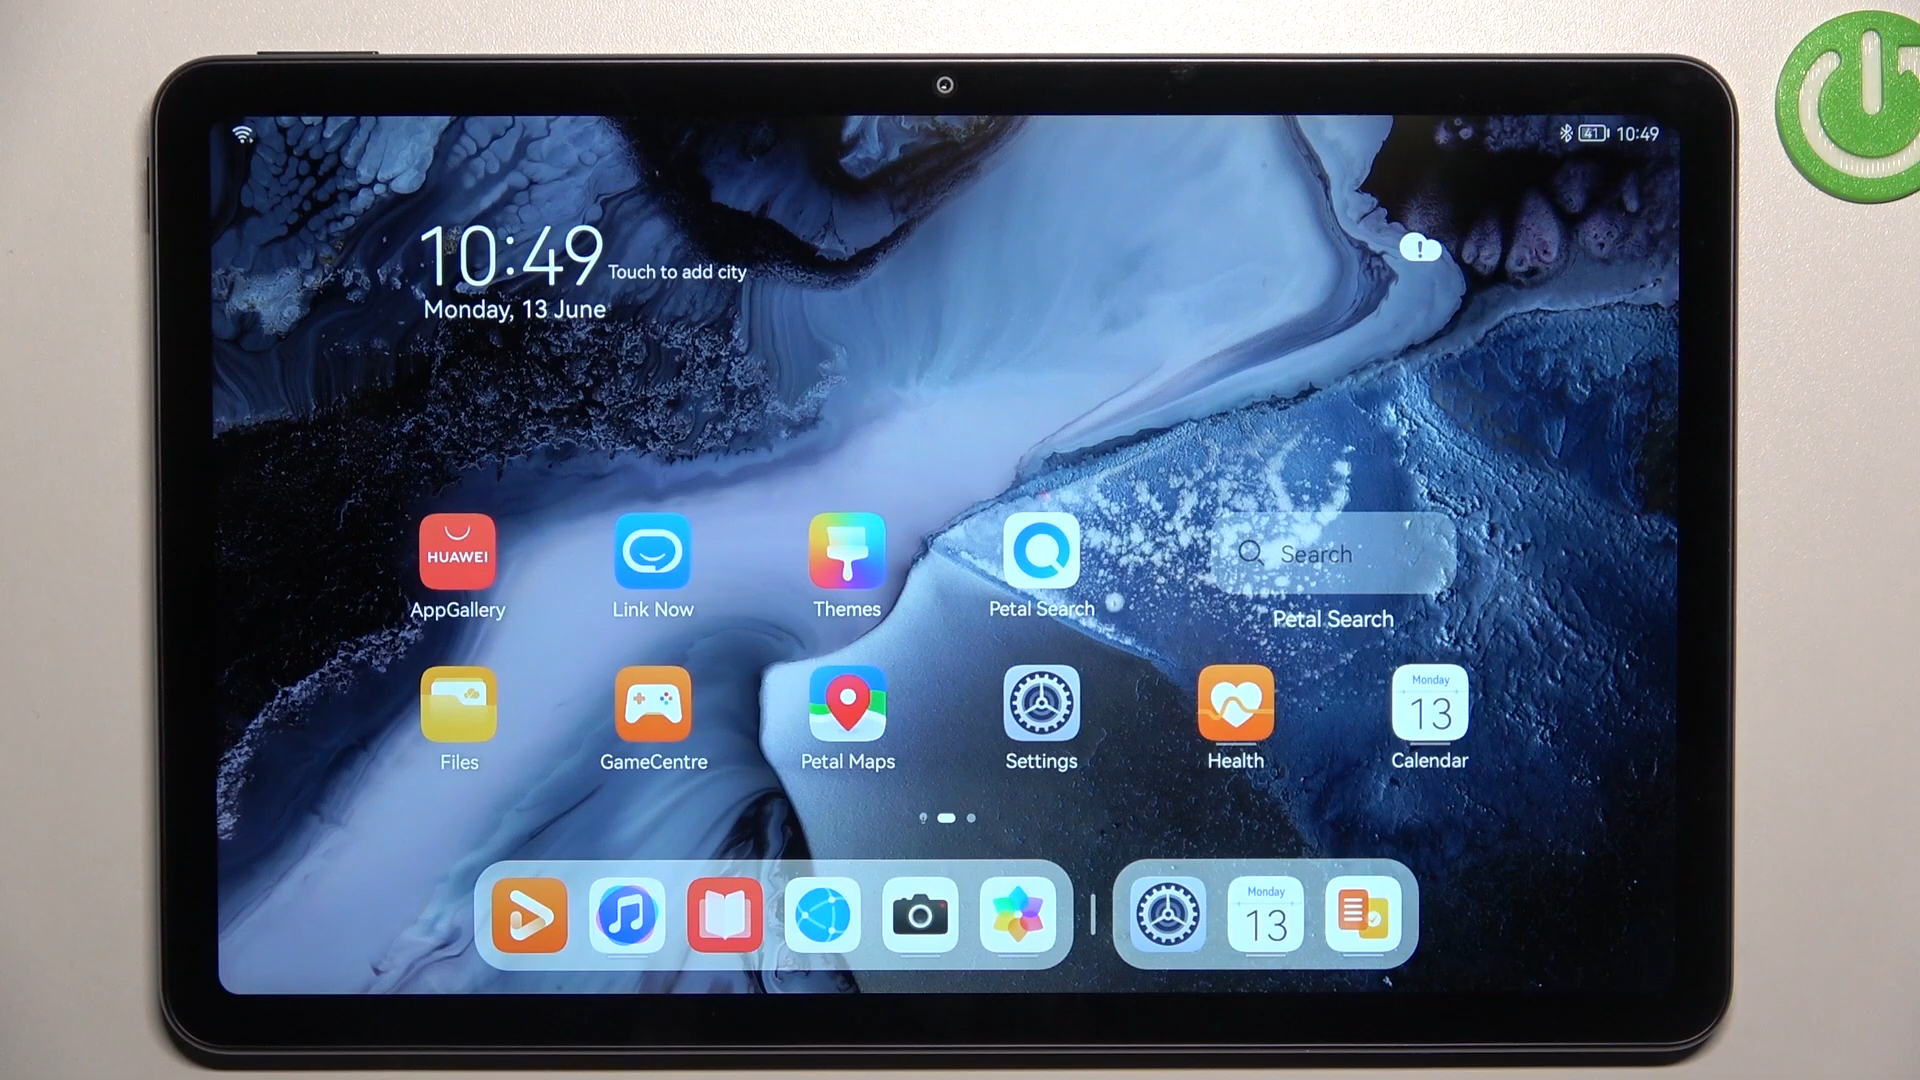 41 10:49
10:49 Touch to add city
Monday, 13 June
HUAWEI
AppGallery
Link Now
Themes
Petal Search
Search
Petal Search
Files
GameCentre
Petal Maps
Settings
Health
Monday
13
Calendar
Monday
13